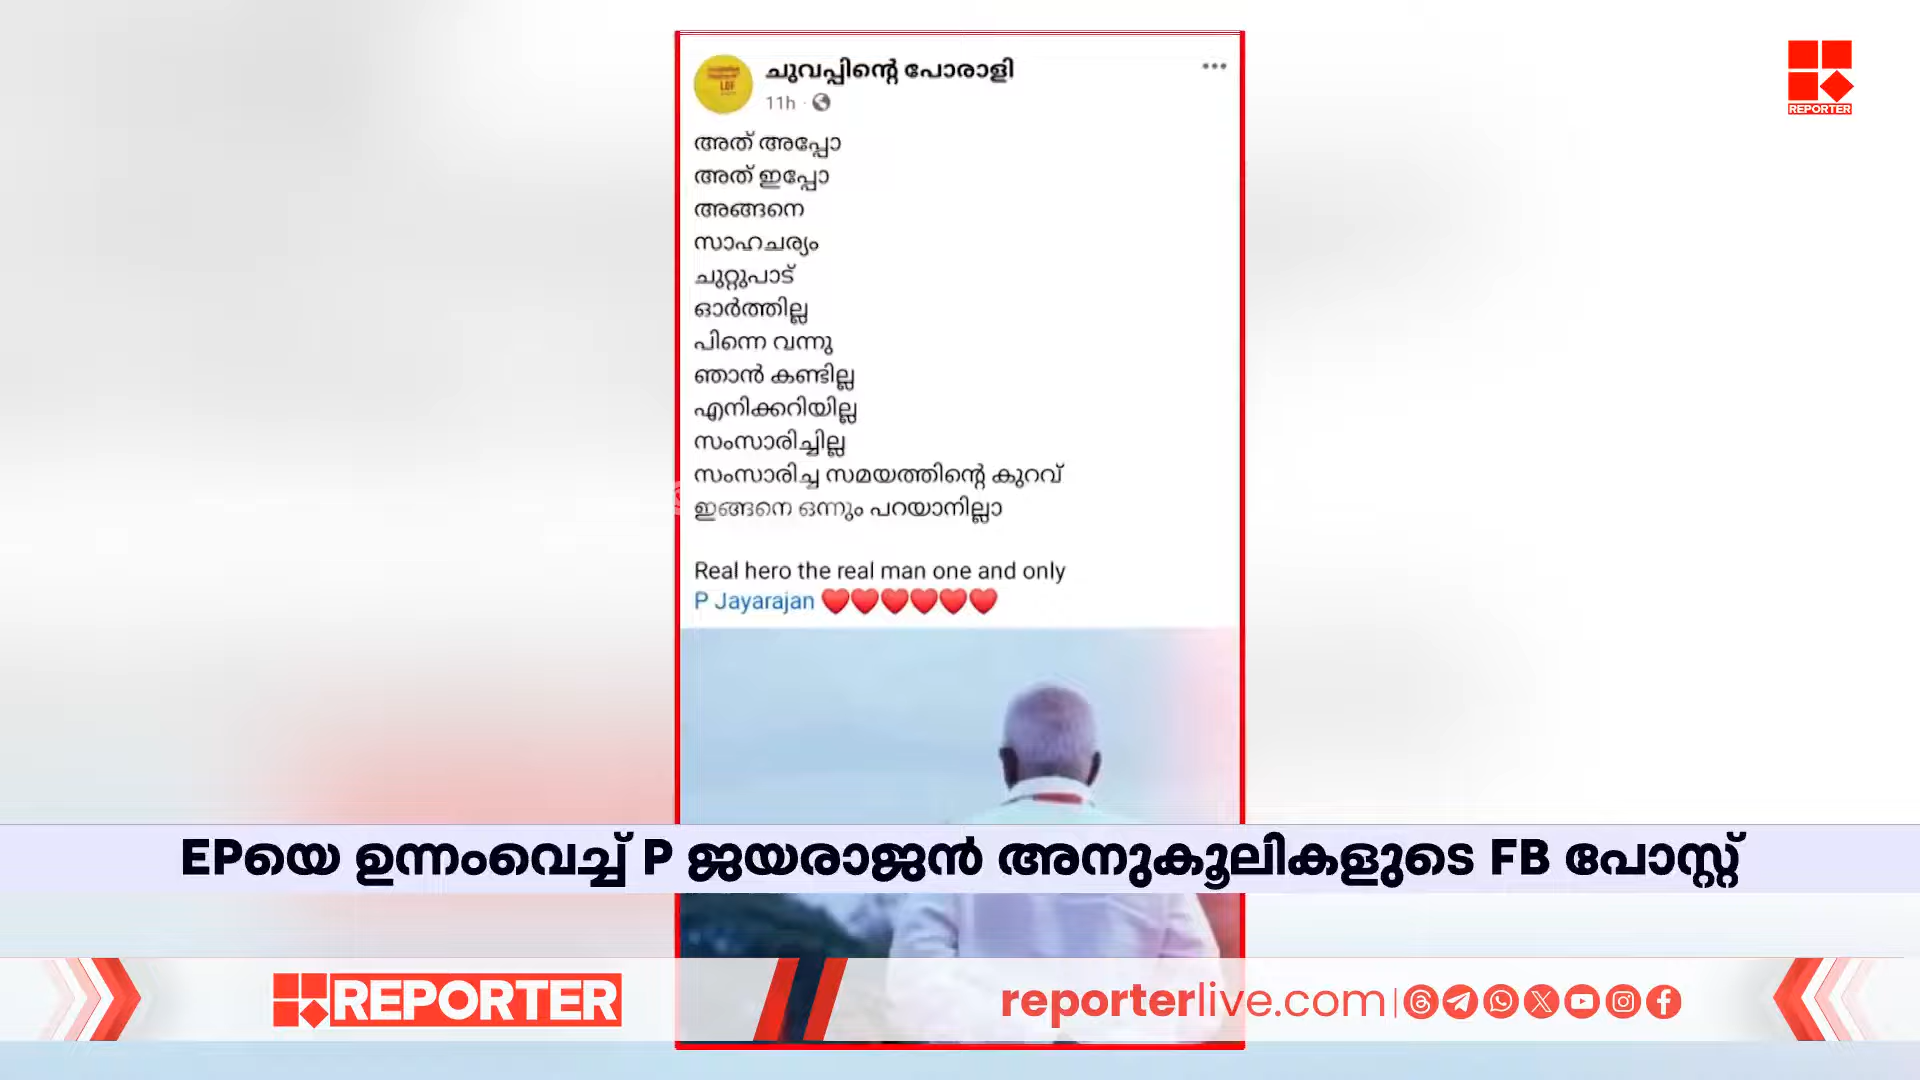 ചുവപ്പിന്റെ പോരാളി
11h
അത് അപ്പോ
അത് ഇപ്പോ
അങ്ങനെ
സാഹചര്യം
ചുറ്റുപാട്
ഓർത്തില്ല
പിന്നെ വന്നു
ഞാൻ കണ്ടില്ല
എനിക്കറിയില്ല
സംസാരിച്ചില്ല
സംസാരിച്ച സമയത്തിന്റെ കുറവ്
ഇങ്ങനെ ഒന്നും പറയാനില്ലാ
Real hero the real man one and only
P Jayarajan ❤️❤️❤️❤️❤️❤️
REPORTER
LDF
EPയെ ഉന്നംവെച്ച് P ജയരാജൻ അനുകൂലികളുടെ FB പോസ്റ്റ്
REPORTER
reporterlive.com